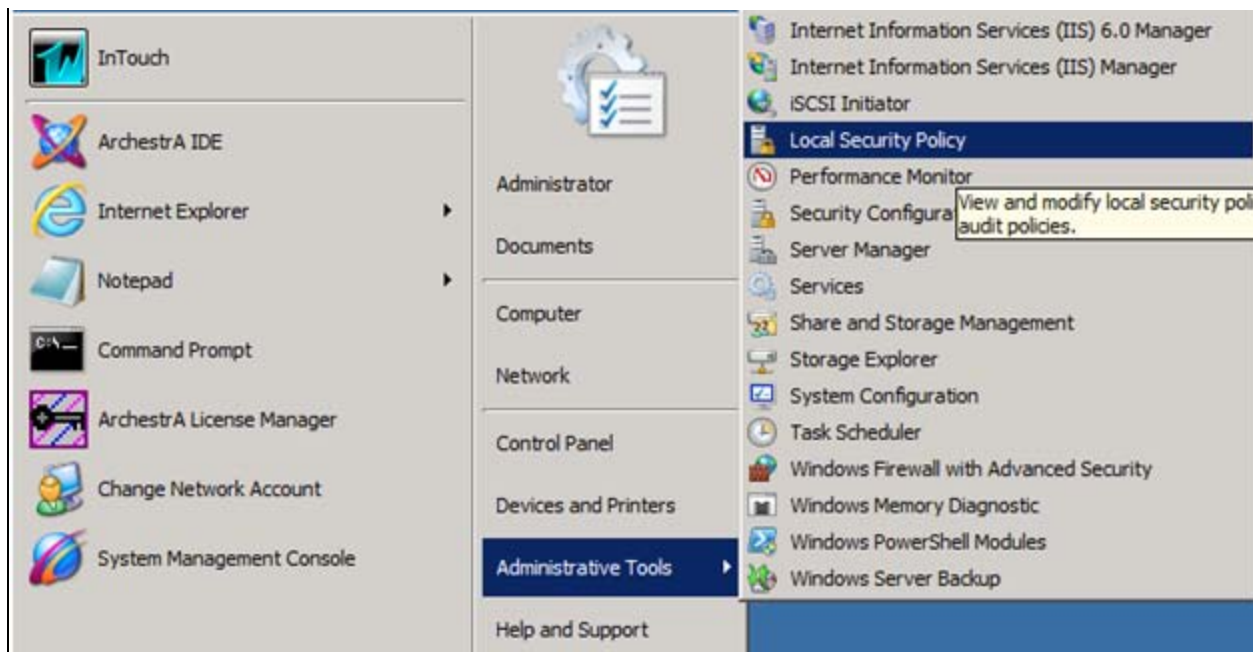 InTouch
ArchestrA IDE
Internet Explorer
Notepad
C:\
Command Prompt
ArchestrA License Manager
Change Network Account
System Management Console
Administrator
Documents
Computer
Network
Control Panel
Devices and Printers
Administrative Tools
Help and Support
Internet Information Services (IIS) 6.0 Manager
Internet Information Services (IIS) Manager
iSCSI Initiator
Local Security Policy
Performance Monitor
Security Configura
View and modify local security poli
audit policies.
Server Manager
Services
Share and Storage Management
Storage Explorer
System Configuration
Task Scheduler
Windows Firewall with Advanced Security
Windows Memory Diagnostic
Windows PowerShell Modules
Windows Server Backup